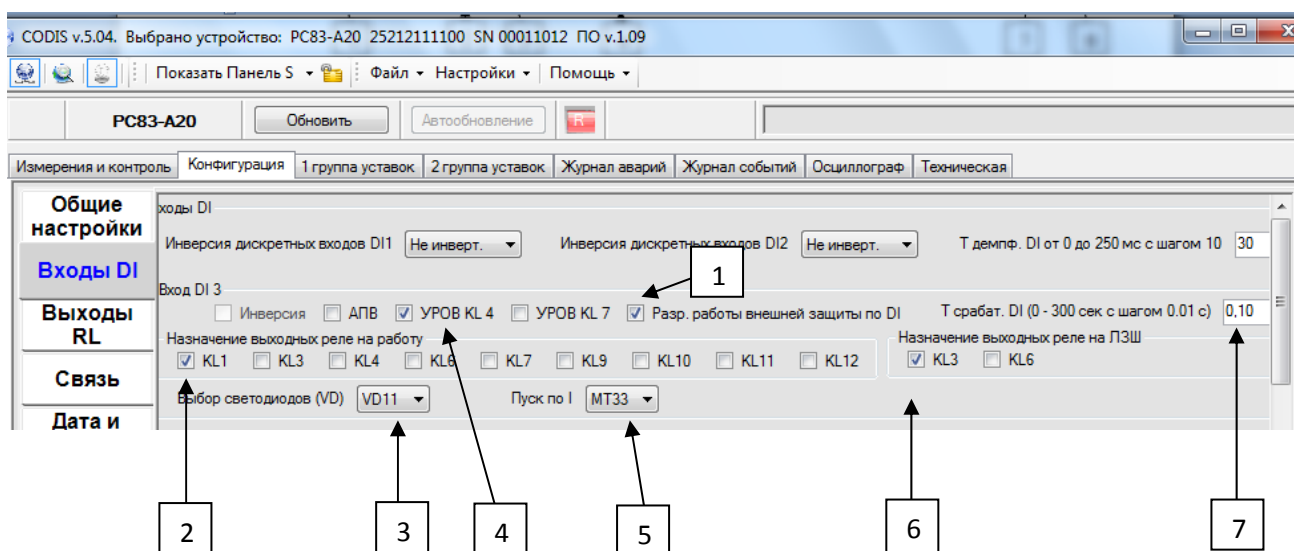 CODIS v.5.04. Выбрано устройство: РС83-А20 25212111100 SN 00011012 ПО v.1.09
Показать Панель S Файл Настройки Помощь
РС83-А20 Обновить Автообновление R
Измерения и контроль Конфигурация 1 группа уставок 2 группа уставок Журнал аварий Журнал событий Осциллограф Техническая
Общие настройки
Входы DI
Выходы RL
Связь
Дата и
ходы DI
Инверсия дискретных входов DI1 Не инверт. Инверсия дискретных входов DI2 Не инверт. Т демпф. DI от 0 до 250 мс с шагом 10 30
1
Вход DI 3
Инверсия АПВ УРОВ KL 4 УРОВ KL 7 Разр. работы внешней защиты по DI Т срабат. DI (0 - 300 сек с шагом 0.01 с) 0,10
Назначение выходных реле на работу Назначение выходных реле на ЛЗШ
KL1 KL3 KL4 KL6 KL7 KL9 KL10 KL11 KL12 KL3 KL6
Выбор светодиодов (VD) VD11 Пуск по I МТ33
2 3 4 5 6 7